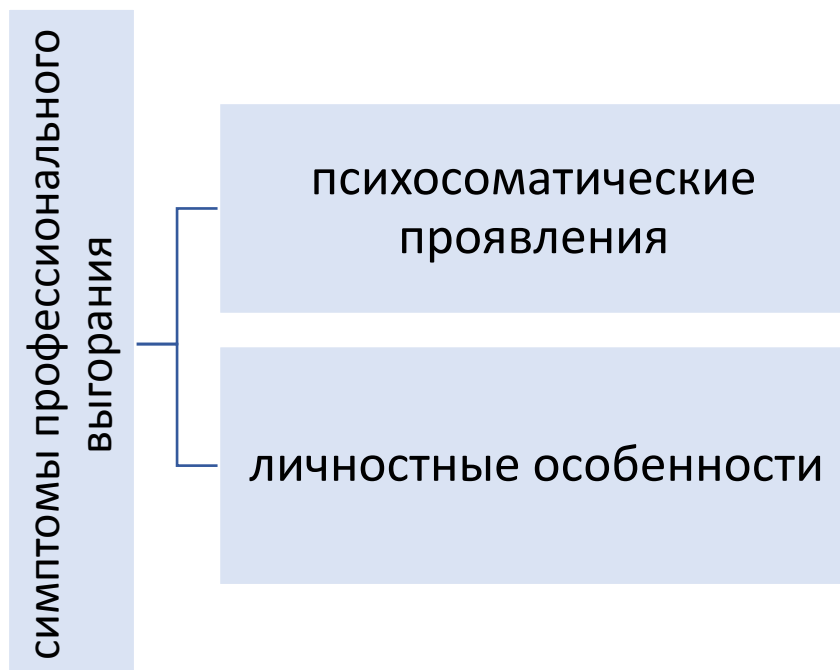 симптомы профессионального
выгорания
психосоматические
проявления
личностные особенности